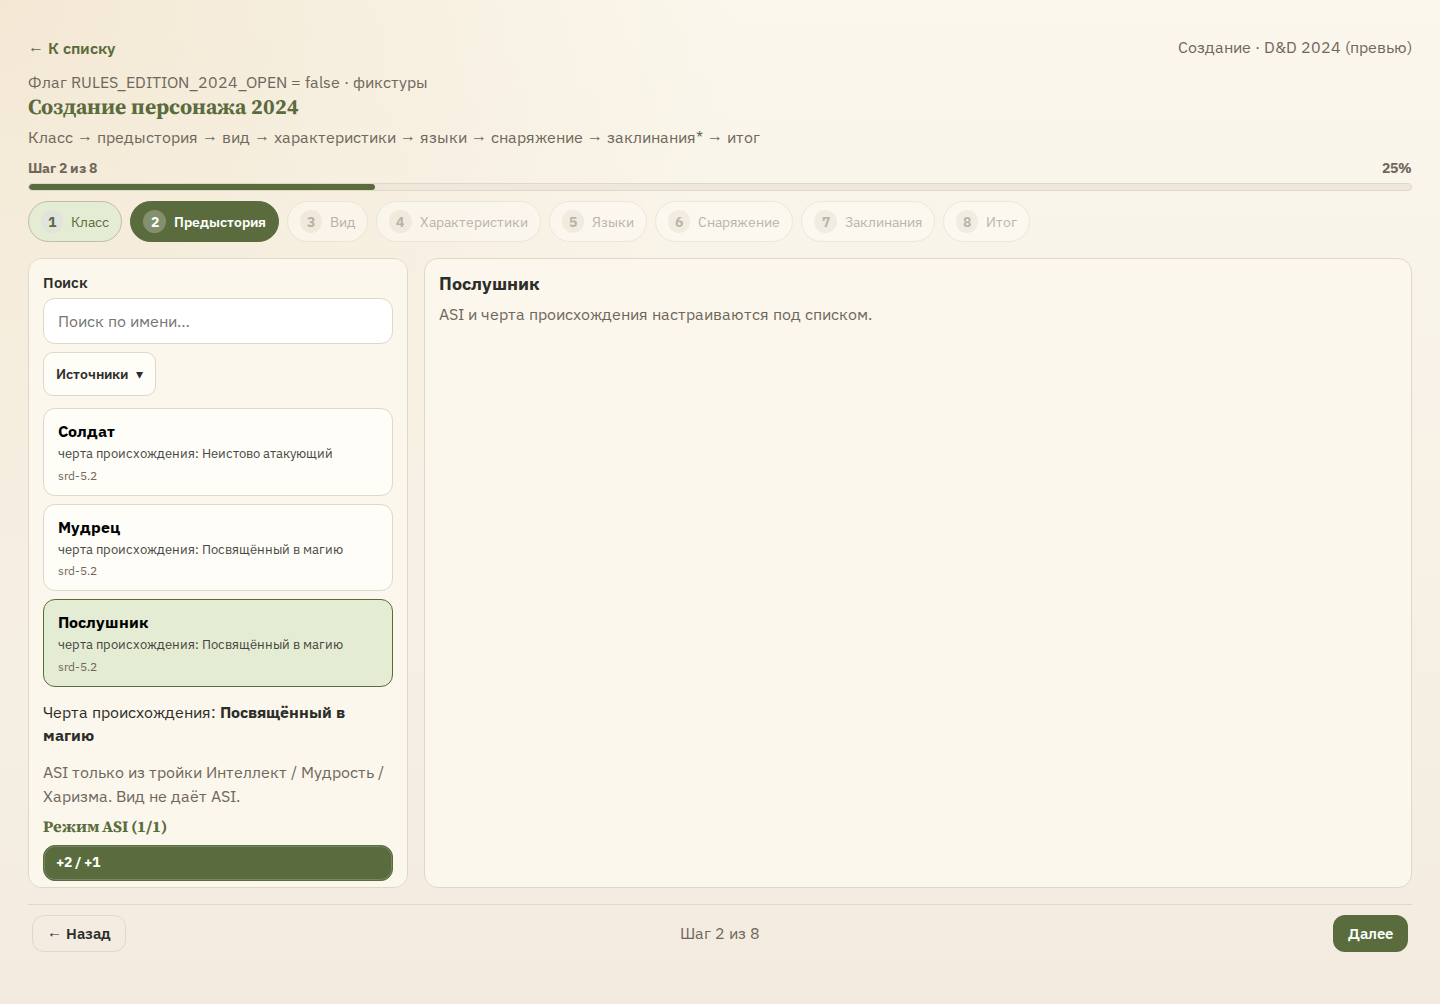 ← К списку
Создание · D&D 2024 (превью)
Флаг RULES_EDITION_2024_OPEN = false · фикстуры
Создание персонажа 2024
Класс → предыстория → вид → характеристики → языки → снаряжение → заклинания* → итог
Шаг 2 из 8
25%
1 Класс
2 Предыстория
3 Вид
4 Характеристики
5 Языки
6 Снаряжение
7 Заклинания
8 Итог
Поиск
Поиск по имени…
Источники ▾
Солдат
черта происхождения: Неистово атакующий
srd-5.2
Мудрец
черта происхождения: Посвящённый в магию
srd-5.2
Послушник
черта происхождения: Посвящённый в магию
srd-5.2
Черта происхождения: Посвящённый в
магию
ASI только из тройки Интеллект / Мудрость /
Харизма. Вид не даёт ASI.
Режим ASI (1/1)
+2 / +1
Послушник
ASI и черта происхождения настраиваются под списком.
← Назад
Шаг 2 из 8
Далее